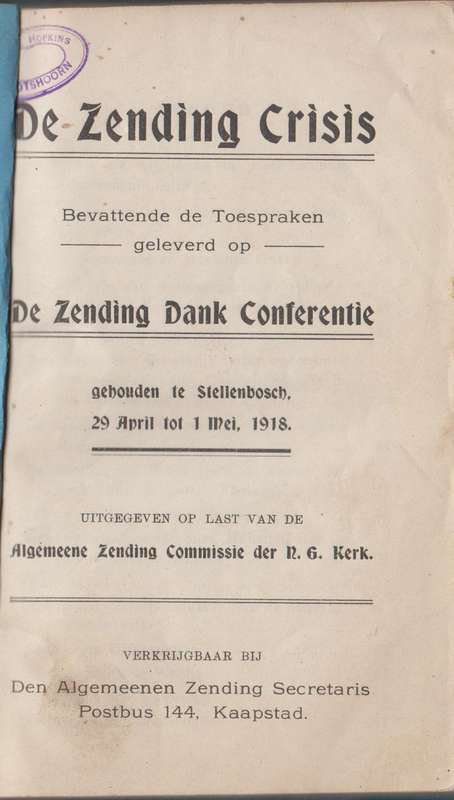 HOPKINS
De Zending Crisis
Bevattende de Toespraken
geleverd op
De Zending Dank Conferentie
gehouden te Stellenbosch,
29 April tot 1 Mei, 1918.
UITGEGEVEN OP LAST VAN DE
Algemeene Zending Commissie der N. G. Kerk.
VERKRIJGBAAR BIJ
Den Algemeenen Zending Secretaris
Postbus 144, Kaapstad.